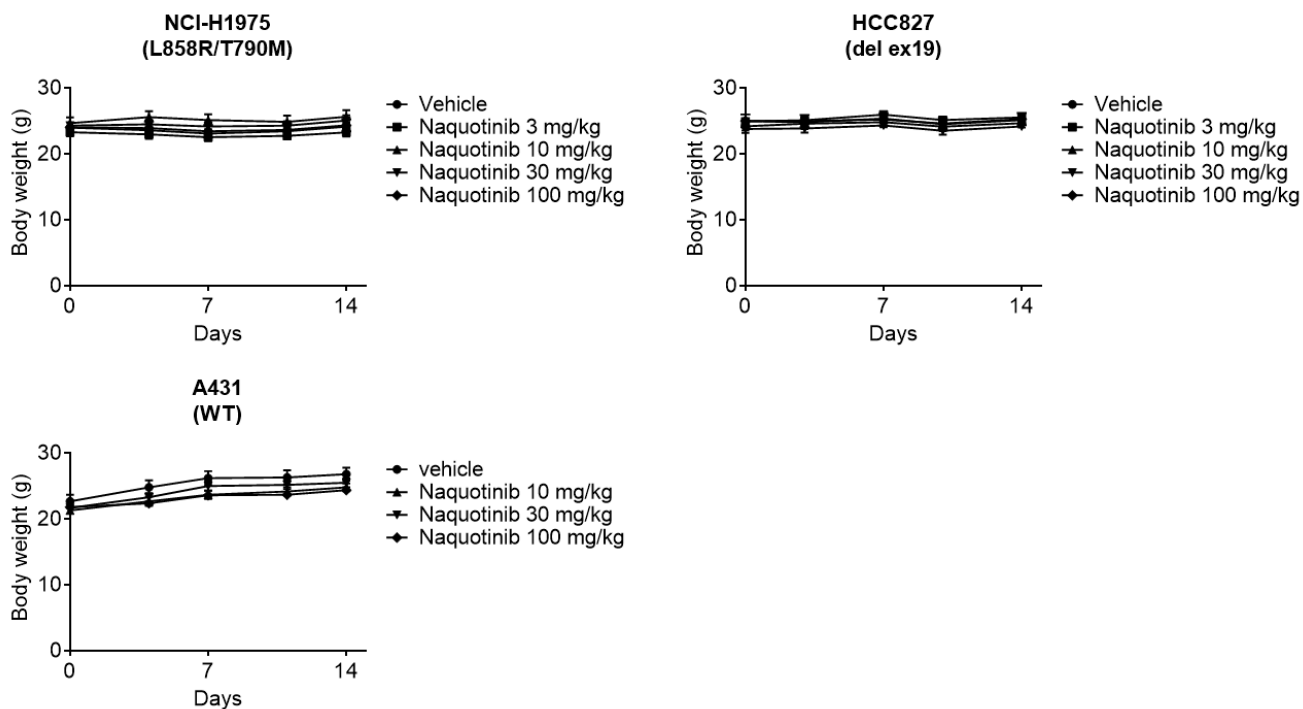 NCI-H1975
(L858R/T790M)
Body weight (g)
30
20
10
0
0 7 14
Days
Vehicle
Naquotinib 3 mg/kg
Naquotinib 10 mg/kg
Naquotinib 30 mg/kg
Naquotinib 100 mg/kg
HCC827
(del ex19)
Body weight (g)
30
20
10
0
0 7 14
Days
Vehicle
Naquotinib 3 mg/kg
Naquotinib 10 mg/kg
Naquotinib 30 mg/kg
Naquotinib 100 mg/kg
A431
(WT)
Body weight (g)
30
20
10
0
0 7 14
Days
vehicle
Naquotinib 10 mg/kg
Naquotinib 30 mg/kg
Naquotinib 100 mg/kg